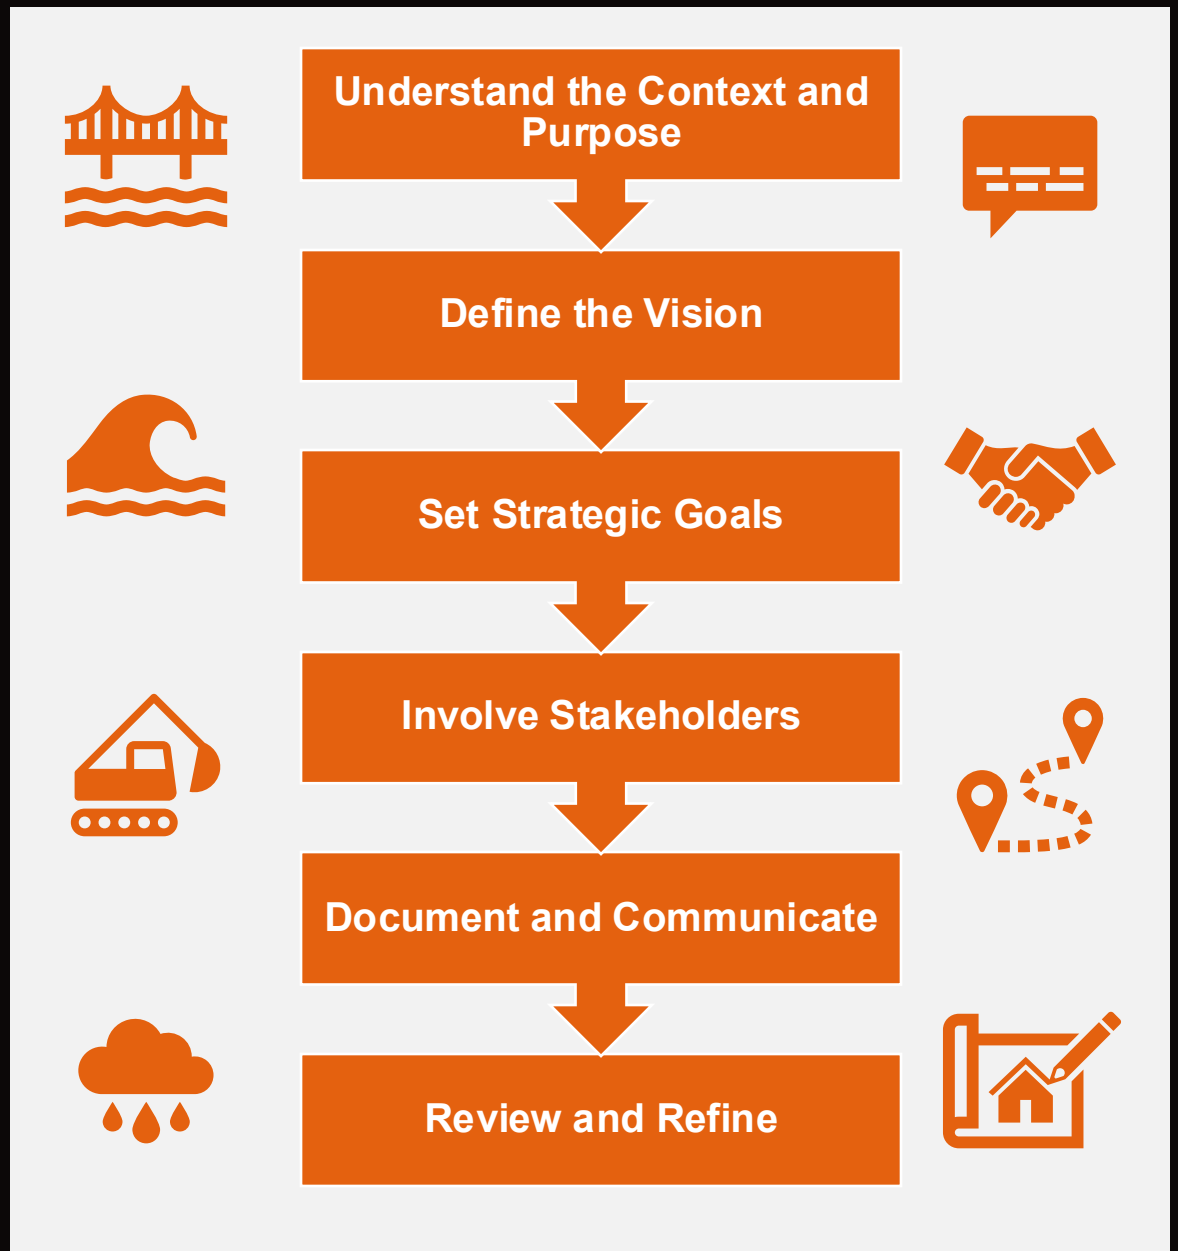 Understand the Context and
Purpose
Define the Vision
Set Strategic Goals
Involve Stakeholders
Document and Communicate
Review and Refine